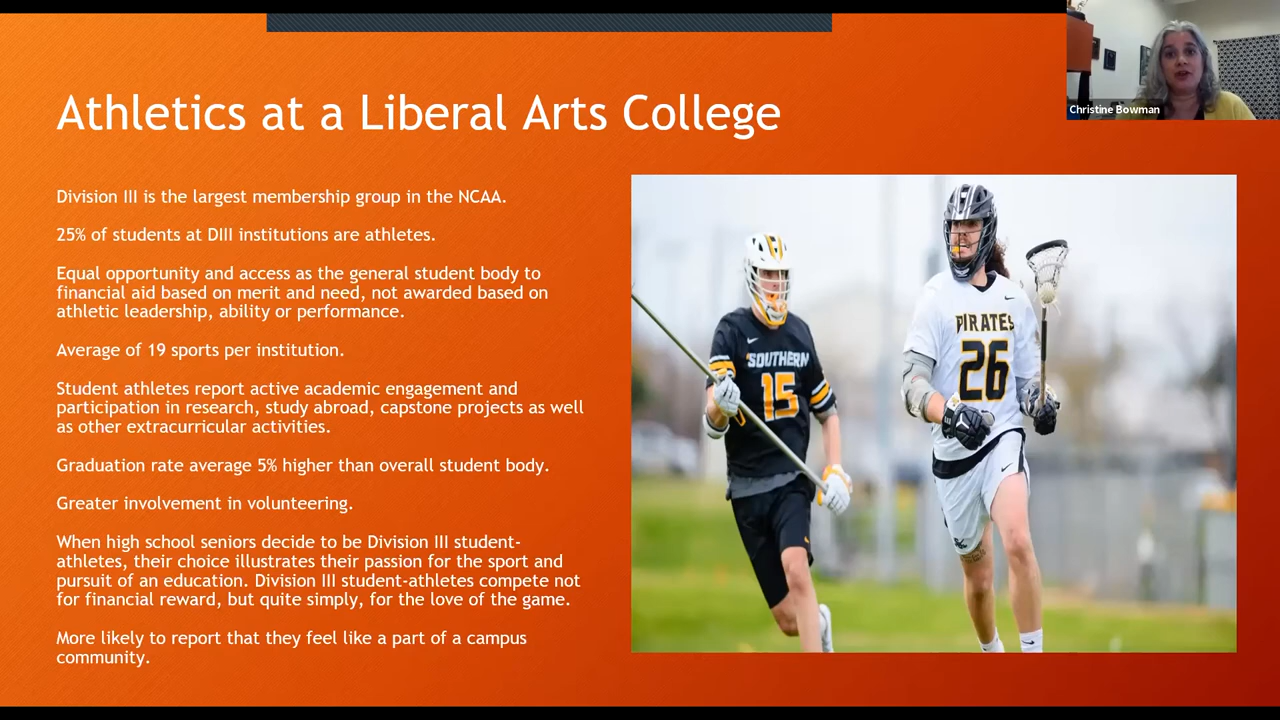 Athletics at a Liberal Arts College
Christine Bowman
Division III is the largest membership group in the NCAA.
25% of students at DIII institutions are athletes.
Equal opportunity and access as the general student body to
financial aid based on merit and need, not awarded based on
athletic leadership, ability or performance.
Average of 19 sports per institution.
Student athletes report active academic engagement and
participation in research, study abroad, capstone projects as well
as other extracurricular activities.
Graduation rate average 5% higher than overall student body.
Greater involvement in volunteering.
When high school seniors decide to be Division III student-
athletes, their choice illustrates their passion for the sport and
pursuit of an education. Division III student-athletes compete not
for financial reward, but quite simply, for the love of the game.
More likely to report that they feel like a part of a campus
community.
SOUTHERN
15
PIRATES
26